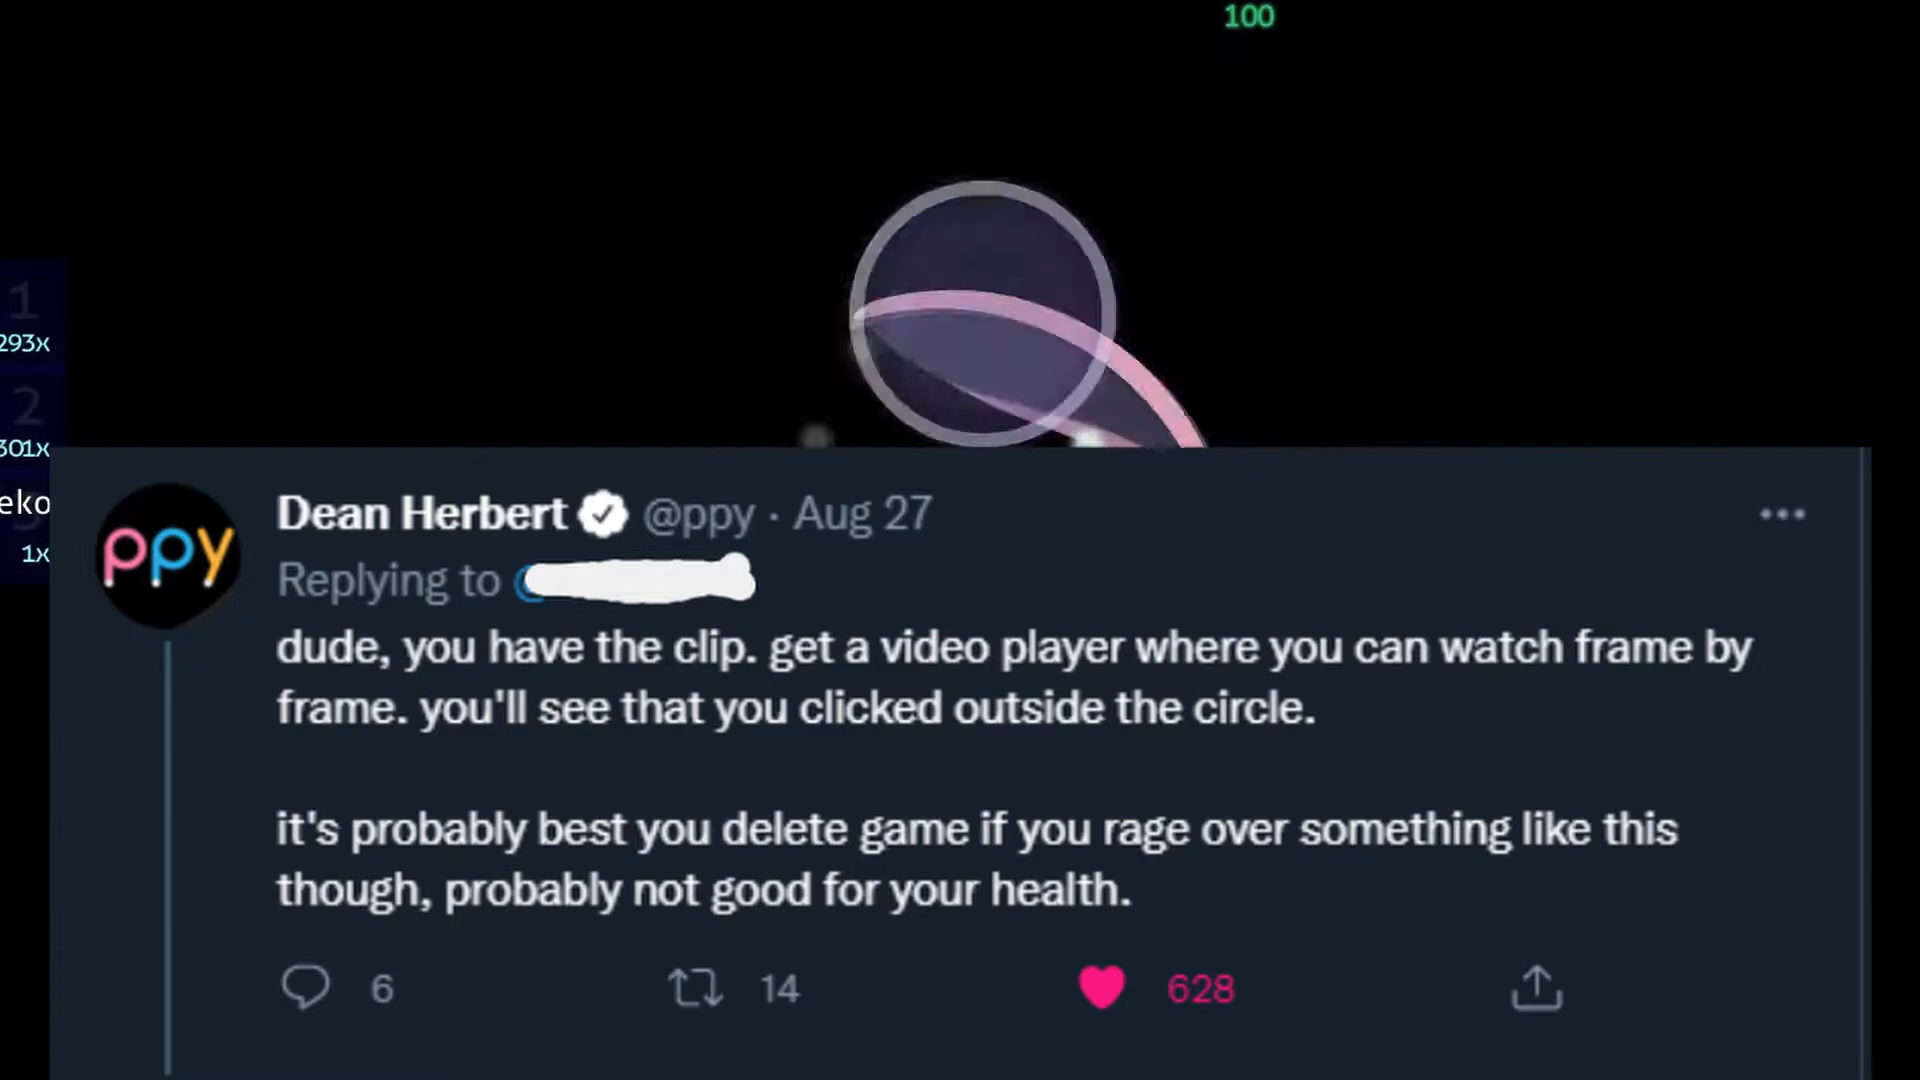 100
1
293x
2
301x
eko
3
1x
ppy
Dean Herbert @ppy · Aug 27
Replying to @
dude, you have the clip. get a video player where you can watch frame by
frame. you'll see that you clicked outside the circle.
it's probably best you delete game if you rage over something like this
though, probably not good for your health.
6 14 628